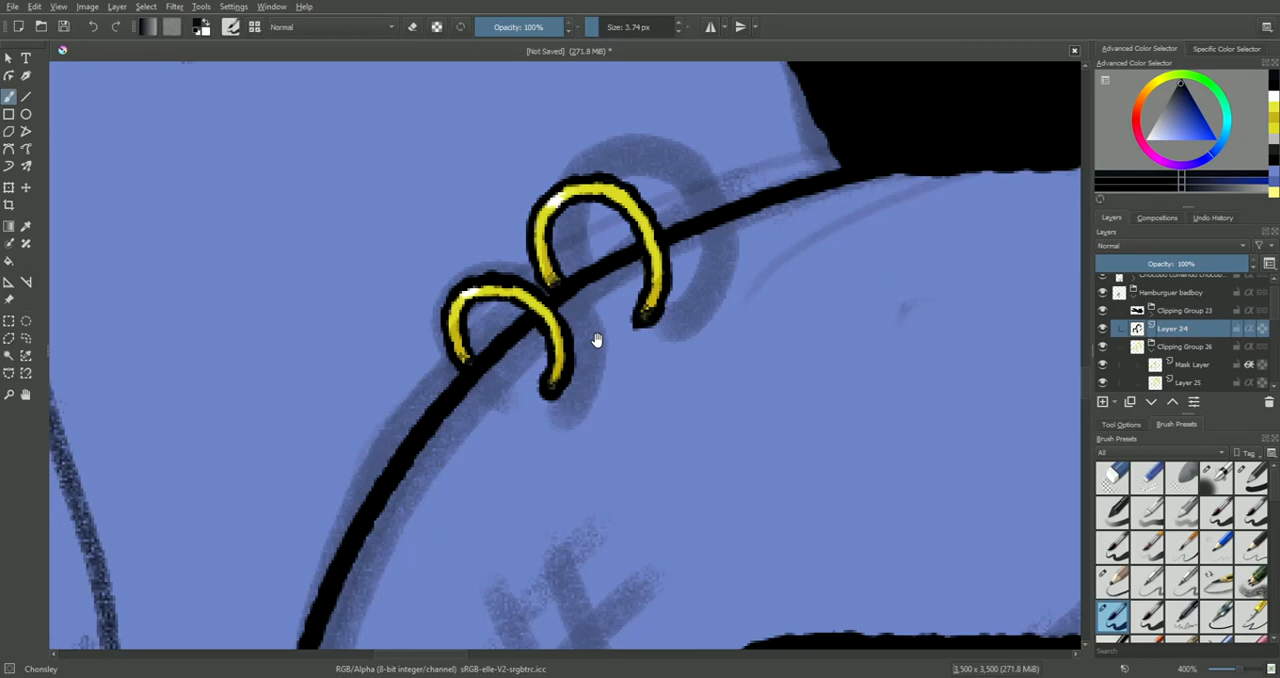 File Edit View Image Layer Select Filter Tools Settings Window Help
Normal Opacity: 100% Size: 3.74 px
[Not Saved] (271.8 MiB) *
Advanced Color Selector Specific Color Selector
Advanced Color Selector
Layers Compositions Undo History
Layers
Normal
Opacity: 100%
Hamburguer badboy
Clipping Group 23
Layer 24
Clipping Group 26
Mask Layer
Layer 25
Tool Options Brush Presets
Brush Presets
All Tag
Search
Chonsley RGB/Alpha (8-bit integer/channel) sRGB-elle-V2-srgbtrc.icc 3,500 x 3,500 (271.8 MiB) 400%